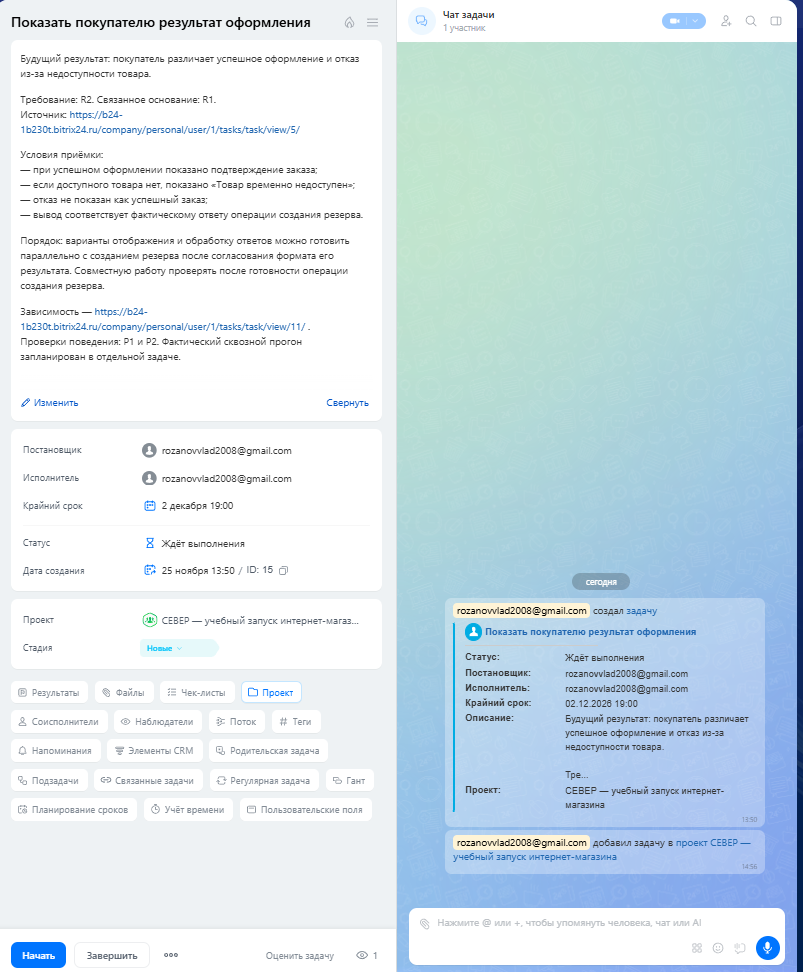 Показать покупателю результат оформления
Будущий результат: покупатель различает успешное оформление и отказ
из-за недоступности товара.
Требование: R2. Связанное основание: R1.
Источник: https://b24-
1b230t.bitrix24.ru/company/personal/user/1/tasks/task/view/5/
Условия приёмки:
— при успешном оформлении показано подтверждение заказа;
— если доступного товара нет, показано «Товар временно недоступен»;
— отказ не показан как успешный заказ;
— вывод соответствует фактическому ответу операции создания резерва.
Порядок: варианты отображения и обработку ответов можно готовить
параллельно с созданием резерва после согласования формата его
результата. Совместную работу проверять после готовности операции
создания резерва.
Зависимость — https://b24-
1b230t.bitrix24.ru/company/personal/user/1/tasks/task/view/11/ .
Проверки поведения: P1 и P2. Фактический сквозной прогон
запланирован в отдельной задаче.
Изменить
Свернуть
Постановщик
rozanovvlad2008@gmail.com
Исполнитель
rozanovvlad2008@gmail.com
Крайний срок
2 декабря 19:00
Статус
Ждёт выполнения
Дата создания
25 ноября 13:50 / ID: 15
Проект
СЕВЕР — учебный запуск интернет-магаз...
Стадия
Новые
Результаты
Файлы
Чек-листы
Проект
Соисполнители
Наблюдатели
Поток
Теги
Напоминания
Элементы CRM
Родительская задача
Подзадачи
Связанные задачи
Регулярная задача
Гант
Планирование сроков
Учёт времени
Пользовательские поля
Начать
Завершить
Оценить задачу
1
Чат задачи
1 участник
сегодня
rozanovvlad2008@gmail.com создал задачу
Показать покупателю результат оформления
Статус: Ждёт выполнения
Постановщик: rozanovvlad2008@gmail.com
Исполнитель: rozanovvlad2008@gmail.com
Крайний срок: 02.12.2026 19:00
Описание: Будущий результат: покупатель различает
успешное оформление и отказ из-за
недоступности товара.
Тре...
Проект: СЕВЕР — учебный запуск интернет-
магазина
13:50
rozanovvlad2008@gmail.com добавил задачу в проект СЕВЕР —
учебный запуск интернет-магазина
14:56
Нажмите @ или +, чтобы упомянуть человека, чат или AI